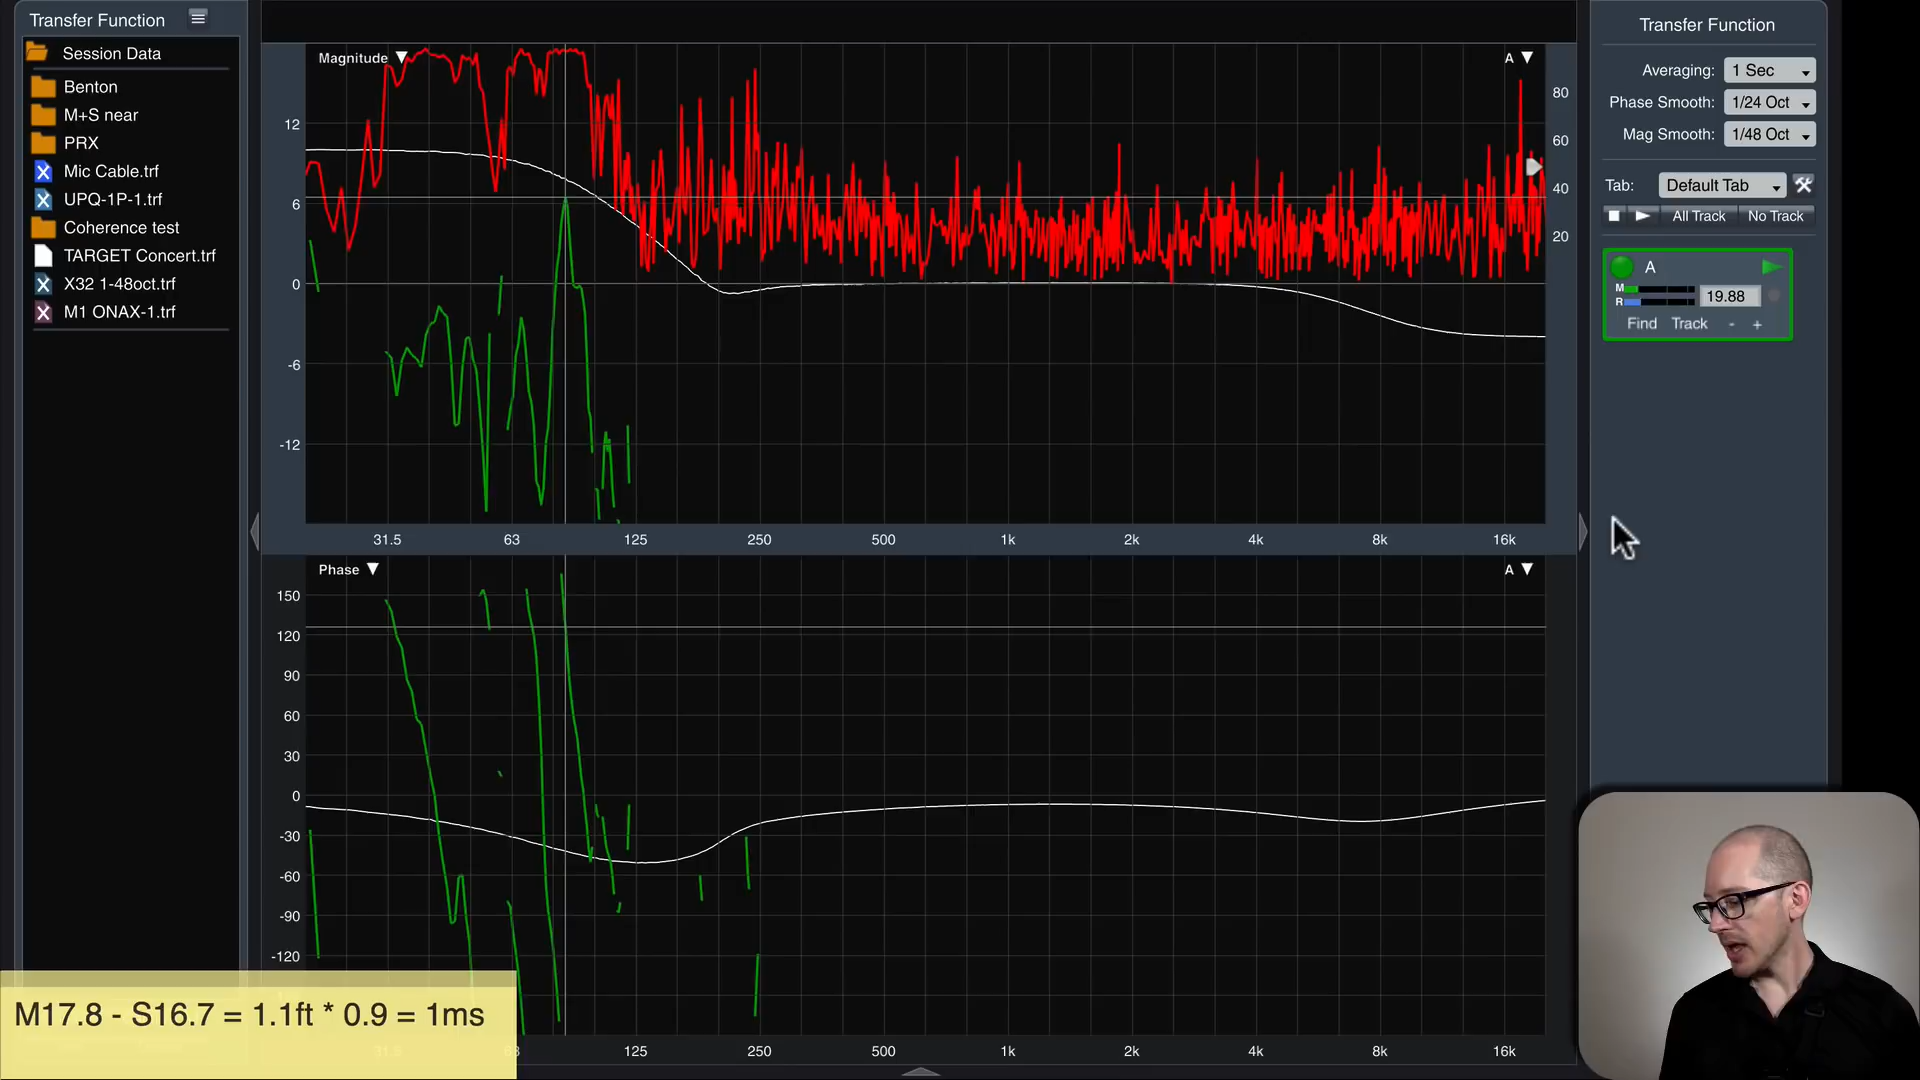 Transfer Function
Session Data
Benton
M+S near
PRX
Mic Cable.trf
UPQ-1P-1.trf
Coherence test
TARGET Concert.trf
X32 1-48oct.trf
M1 ONAX-1.trf
Magnitude
A
12
6
0
-6
-12
80
60
40
20
31.5 63 125 250 500 1k 2k 4k 8k 16k
Phase
A
150
120
90
60
30
0
-30
-60
-90
-120
31.5 63 125 250 500 1k 2k 4k 8k 16k
M17.8 - S16.7 = 1.1ft * 0.9 = 1ms
Transfer Function
Averaging: 1 Sec
Phase Smooth: 1/24 Oct
Mag Smooth: 1/48 Oct
Tab: Default Tab
All Track No Track
A
M
R
19.88
Find Track - +